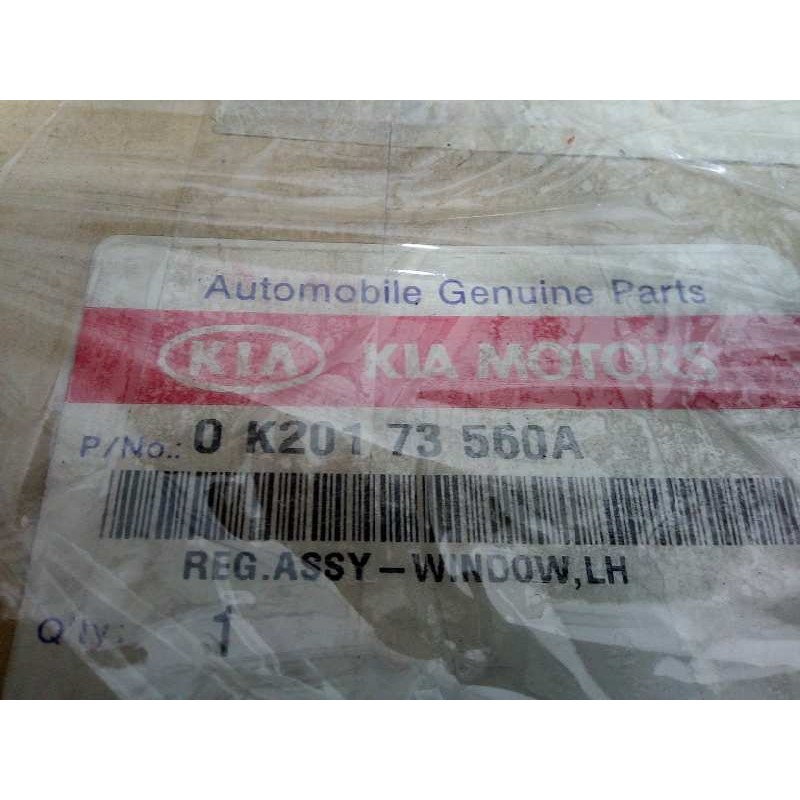 Automobile Genuine Parts
KIA KIA MOTORS
P/No.: 0 K201 73 560A
REG.ASSY-WINDOW,LH
Q'ty: 1